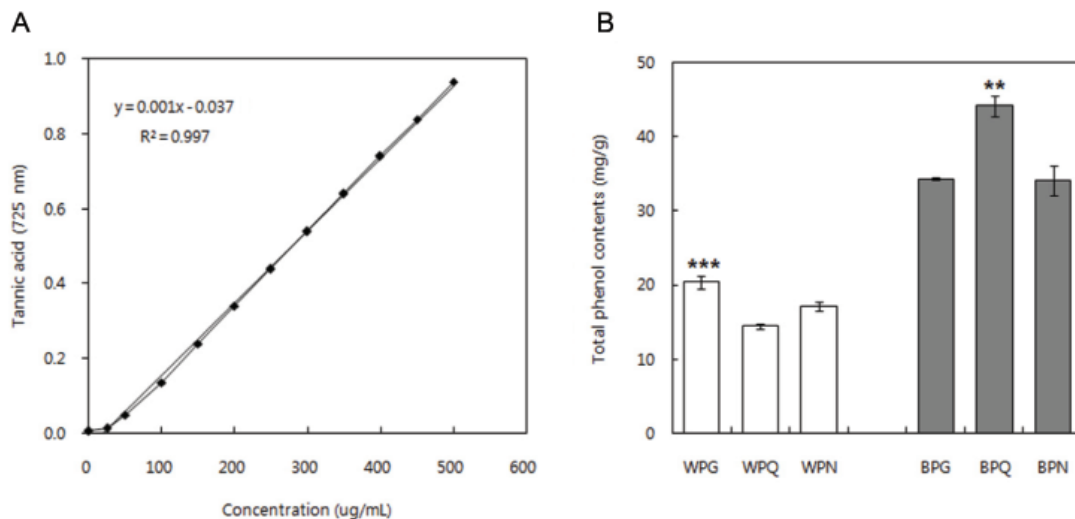 A
1.0
0.8
0.6
0.4
0.2
0.0
Tannic acid (725 nm)
y = 0.001x - 0.037
R² = 0.997
0 100 200 300 400 500 600
Concentration (ug/mL)
B
50
40
30
20
10
0
Total phenol contents (mg/g)
***
**
WPG WPQ WPN BPG BPQ BPN